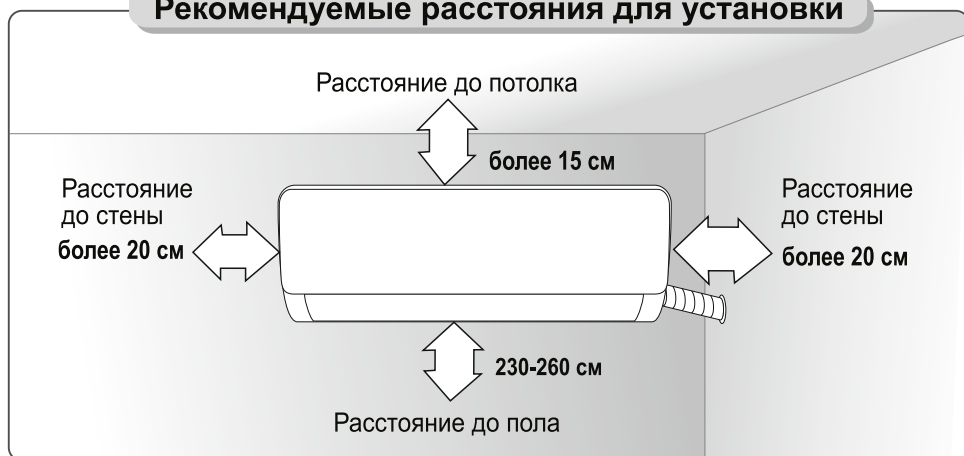 Рекомендуемые расстояния для установки
Расстояние до потолка
более 15 см
Расстояние
до стены
более 20 см
Расстояние
до стены
более 20 см
230-260 см
Расстояние до пола